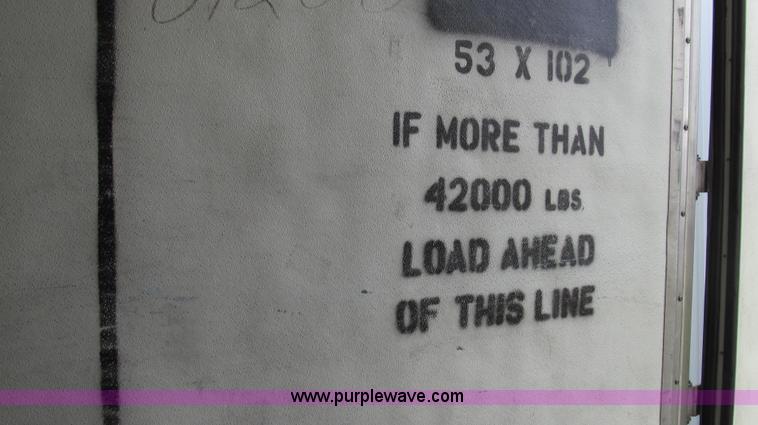 53 X 102"
IF MORE THAN
42000 LBS.
LOAD AHEAD
OF THIS LINE
www.purplewave.com